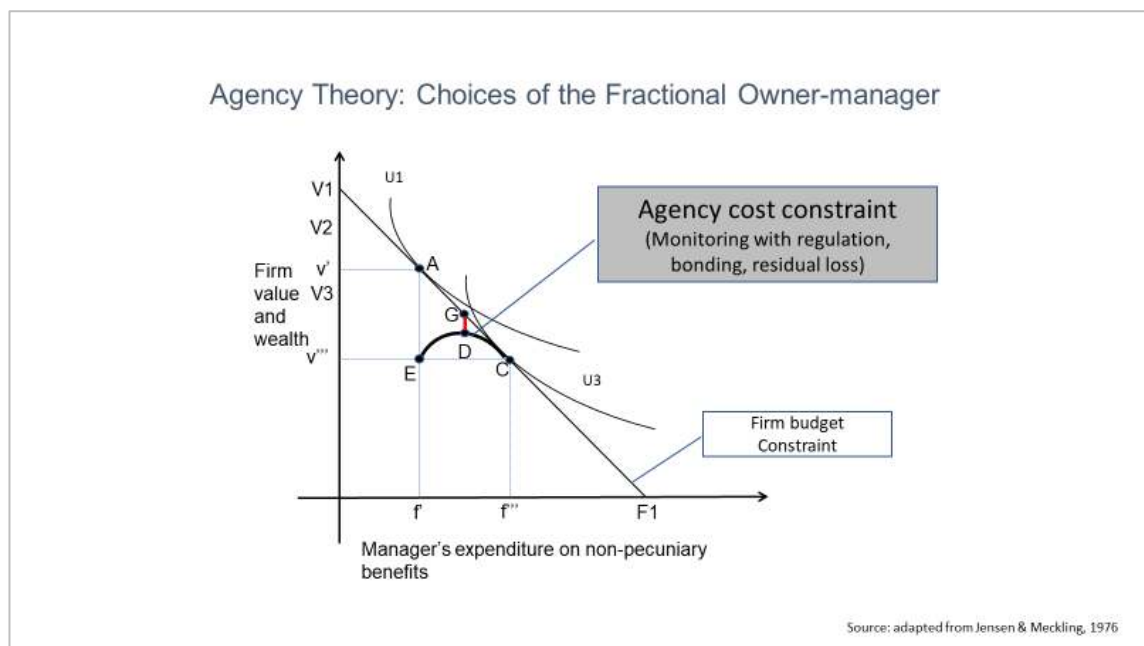 Agency Theory: Choices of the Fractional Owner-manager
U1
V1
V2
Agency cost constraint
(Monitoring with regulation,
bonding, residual loss)
A
Firm
value
and
wealth
v'
V3
G
D
v'''
E
C
U3
Firm budget
Constraint
f'
f'''
F1
Manager's expenditure on non-pecuniary
benefits
Source: adapted from Jensen & Meckling, 1976